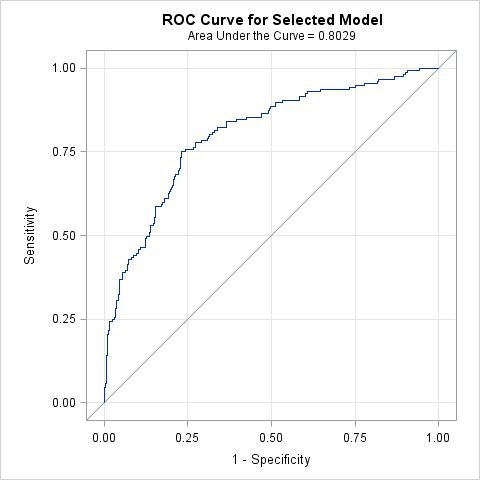 ROC Curve for Selected Model
Area Under the Curve = 0.8029
1.00
0.75
0.50
0.25
0.00
Sensitivity
0.00 0.25 0.50 0.75 1.00
1 - Specificity